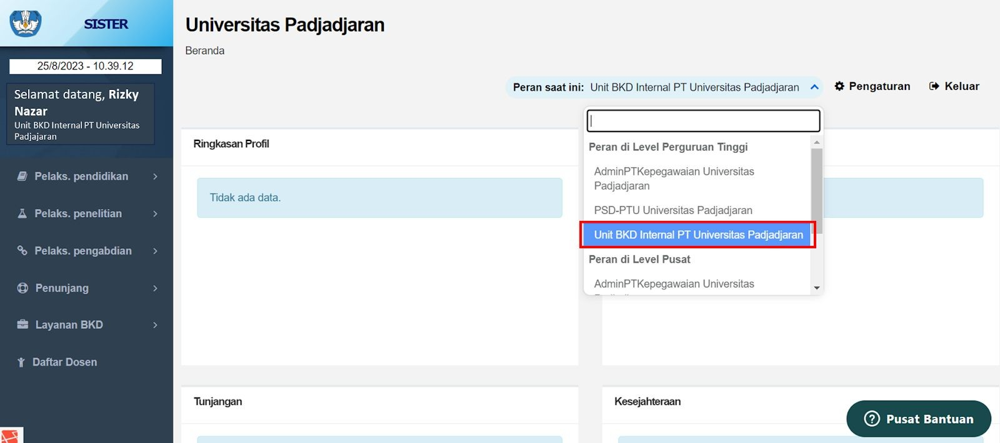 SISTER
25/8/2023 - 10.39.12
Selamat datang, Rizky
Nazar
Unit BKD Internal PT Universitas
Padjajaran
Pelaks. pendidikan
Pelaks. penelitian
Pelaks. pengabdian
Penunjang
Layanan BKD
Daftar Dosen
Universitas Padjadjaran
Beranda
Peran saat ini: Unit BKD Internal PT Universitas Padjadjaran
Pengaturan
Keluar
Peran di Level Perguruan Tinggi
AdminPTKepegawaian Universitas
Padjadjaran
PSD-PTU Universitas Padjadjaran
Unit BKD Internal PT Universitas Padjadjaran
Peran di Level Pusat
AdminPTKepegawaian Universitas
Ringkasan Profil
Tidak ada data.
Tunjangan
Kesejahteraan
Pusat Bantuan